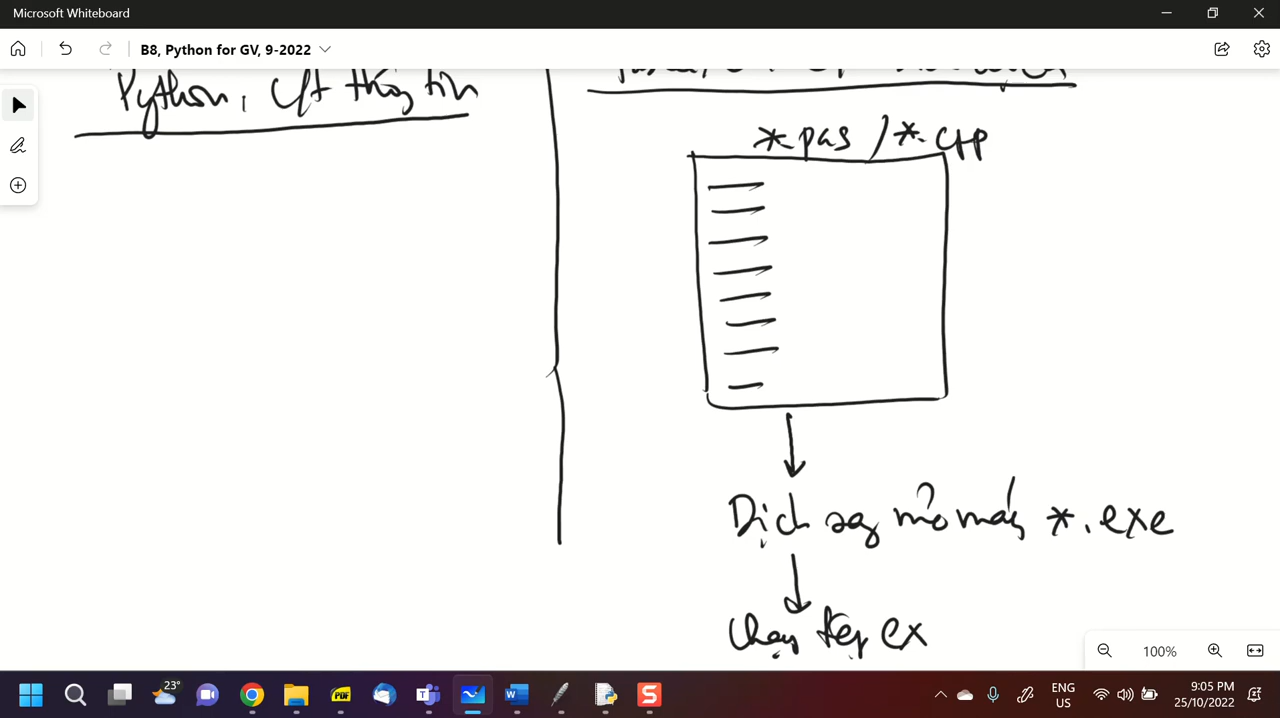 Microsoft Whiteboard
B8, Python for GV, 9-2022
Python,
*.pas / *.cpp
Dịch sang mã máy *.exe
Chạy tệp ex
100%
23°
ENG
US
9:05 PM
25/10/2022